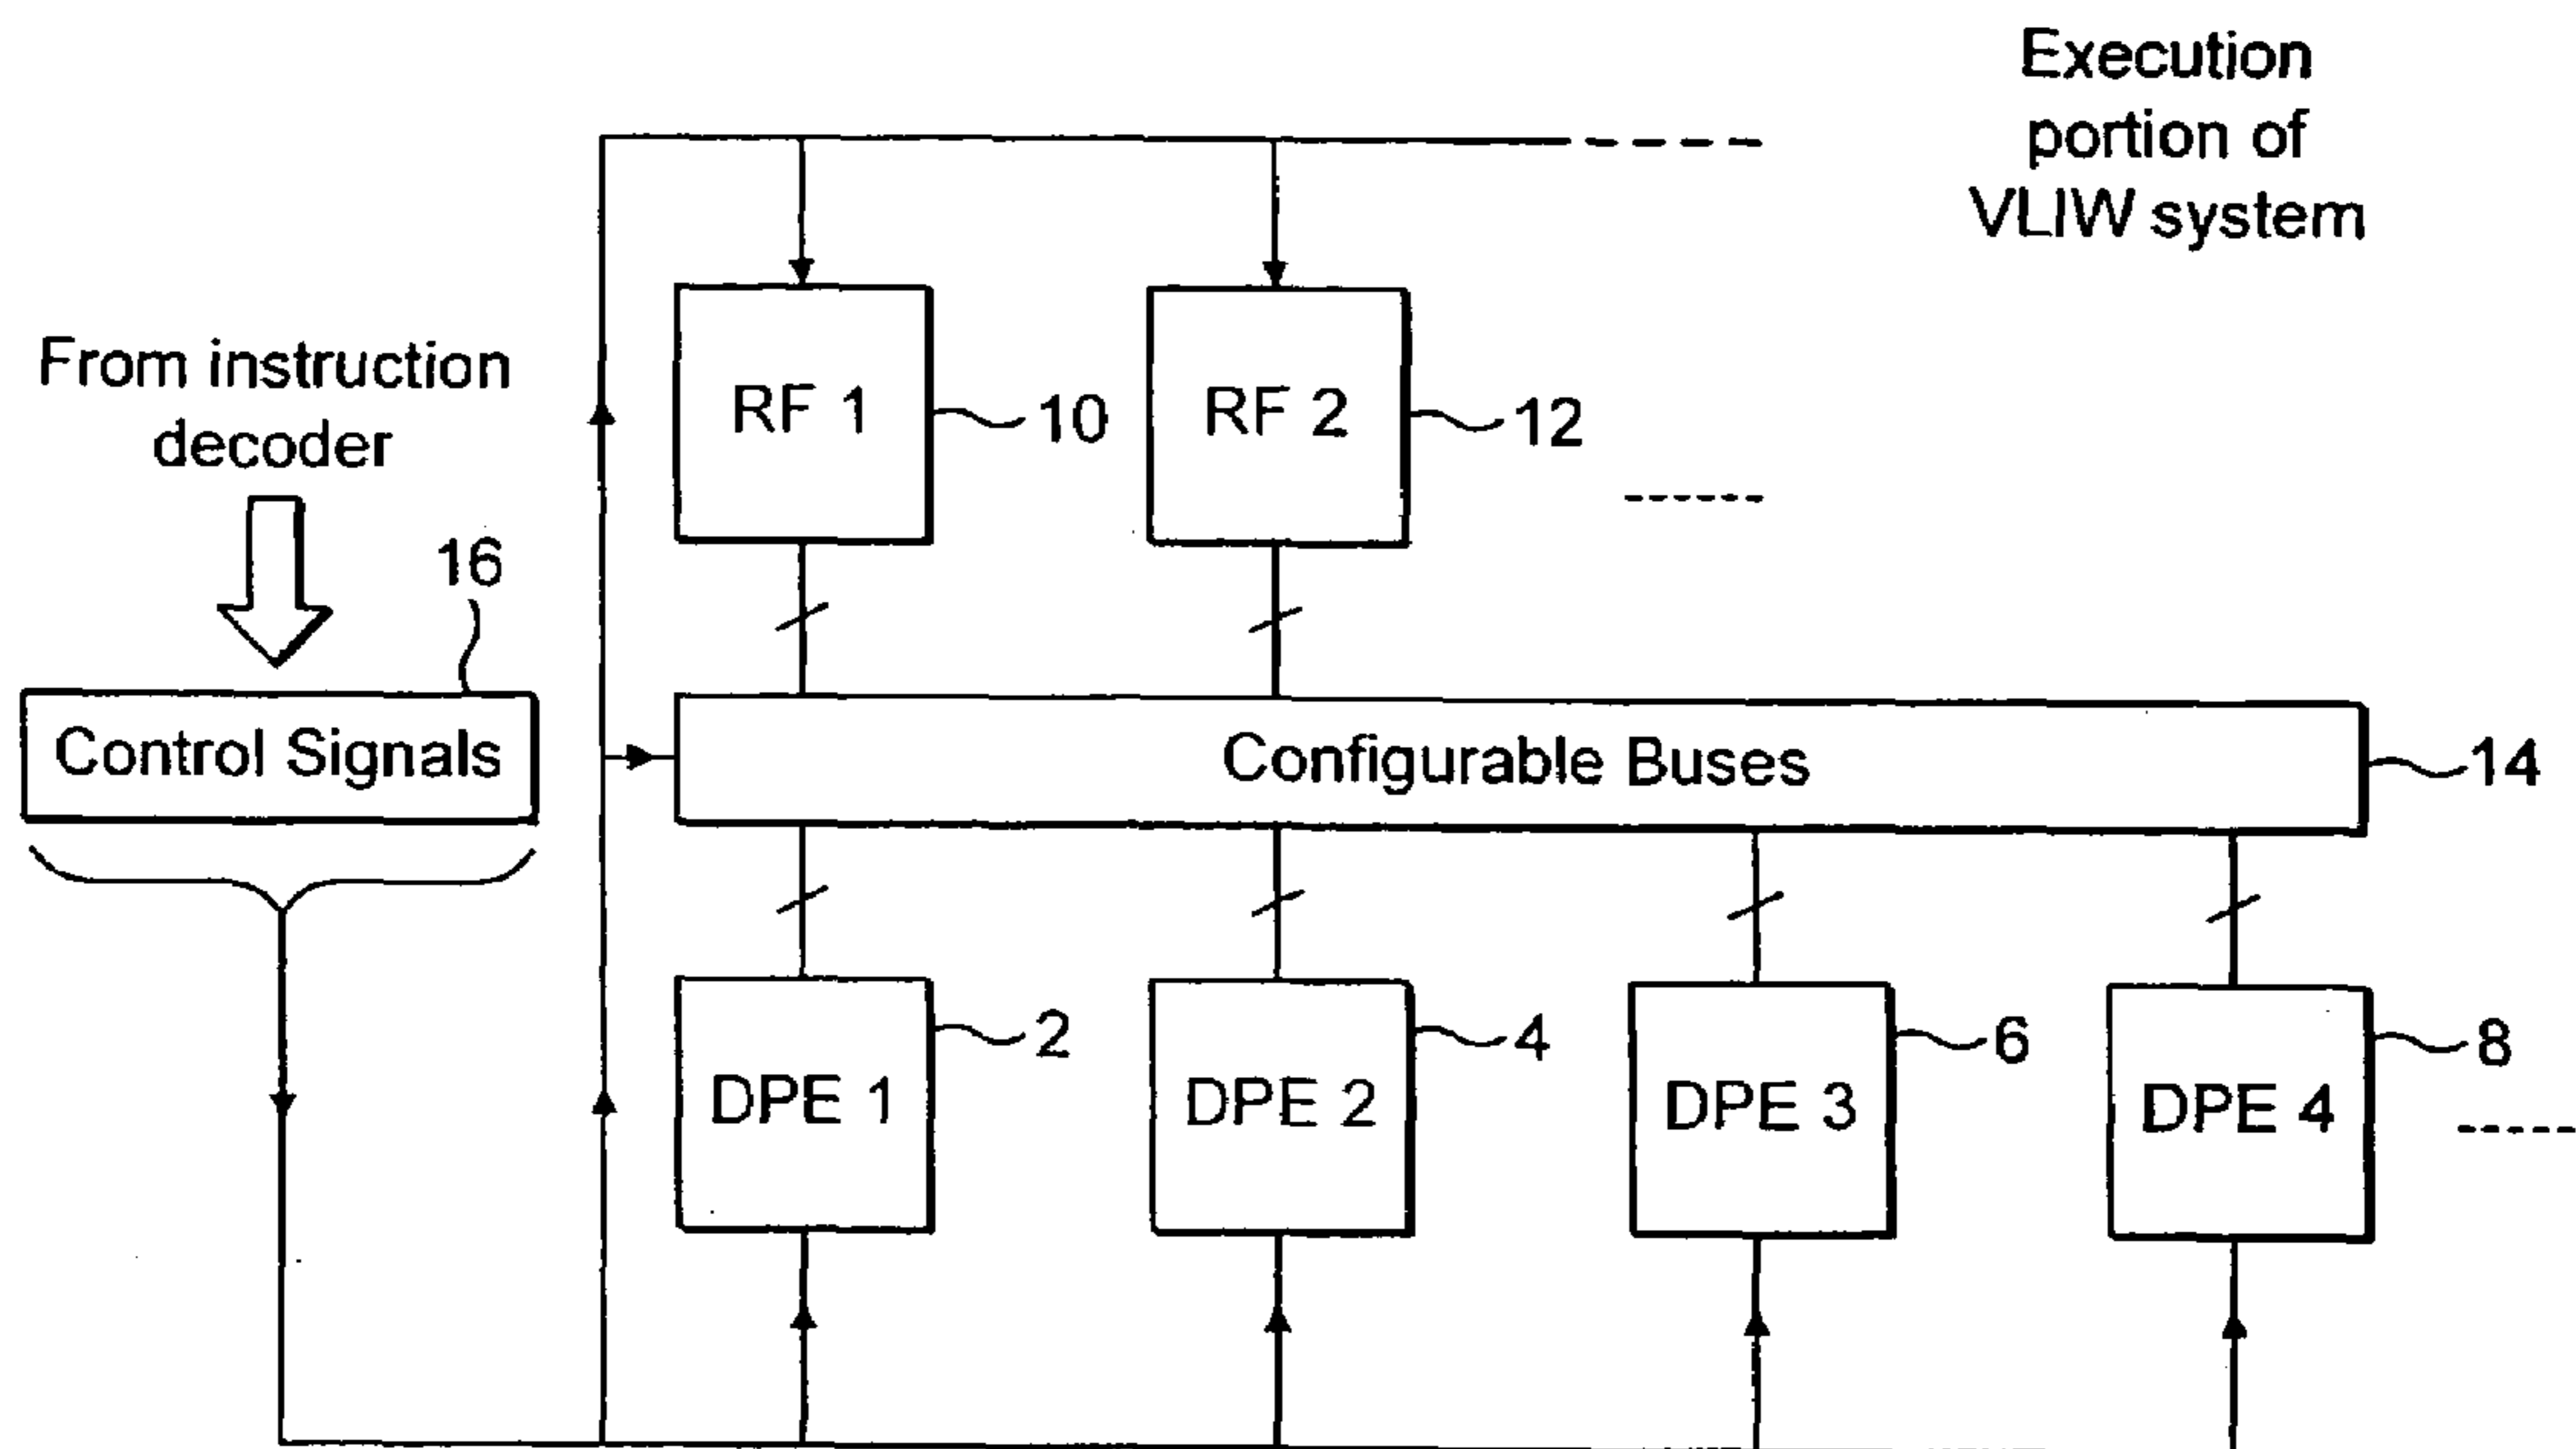 Execution
portion of
VLIW system
From instruction
decoder
16
Control Signals
RF 1
10
RF 2
12
Configurable Buses
14
DPE 1
2
DPE 2
4
DPE 3
6
DPE 4
8